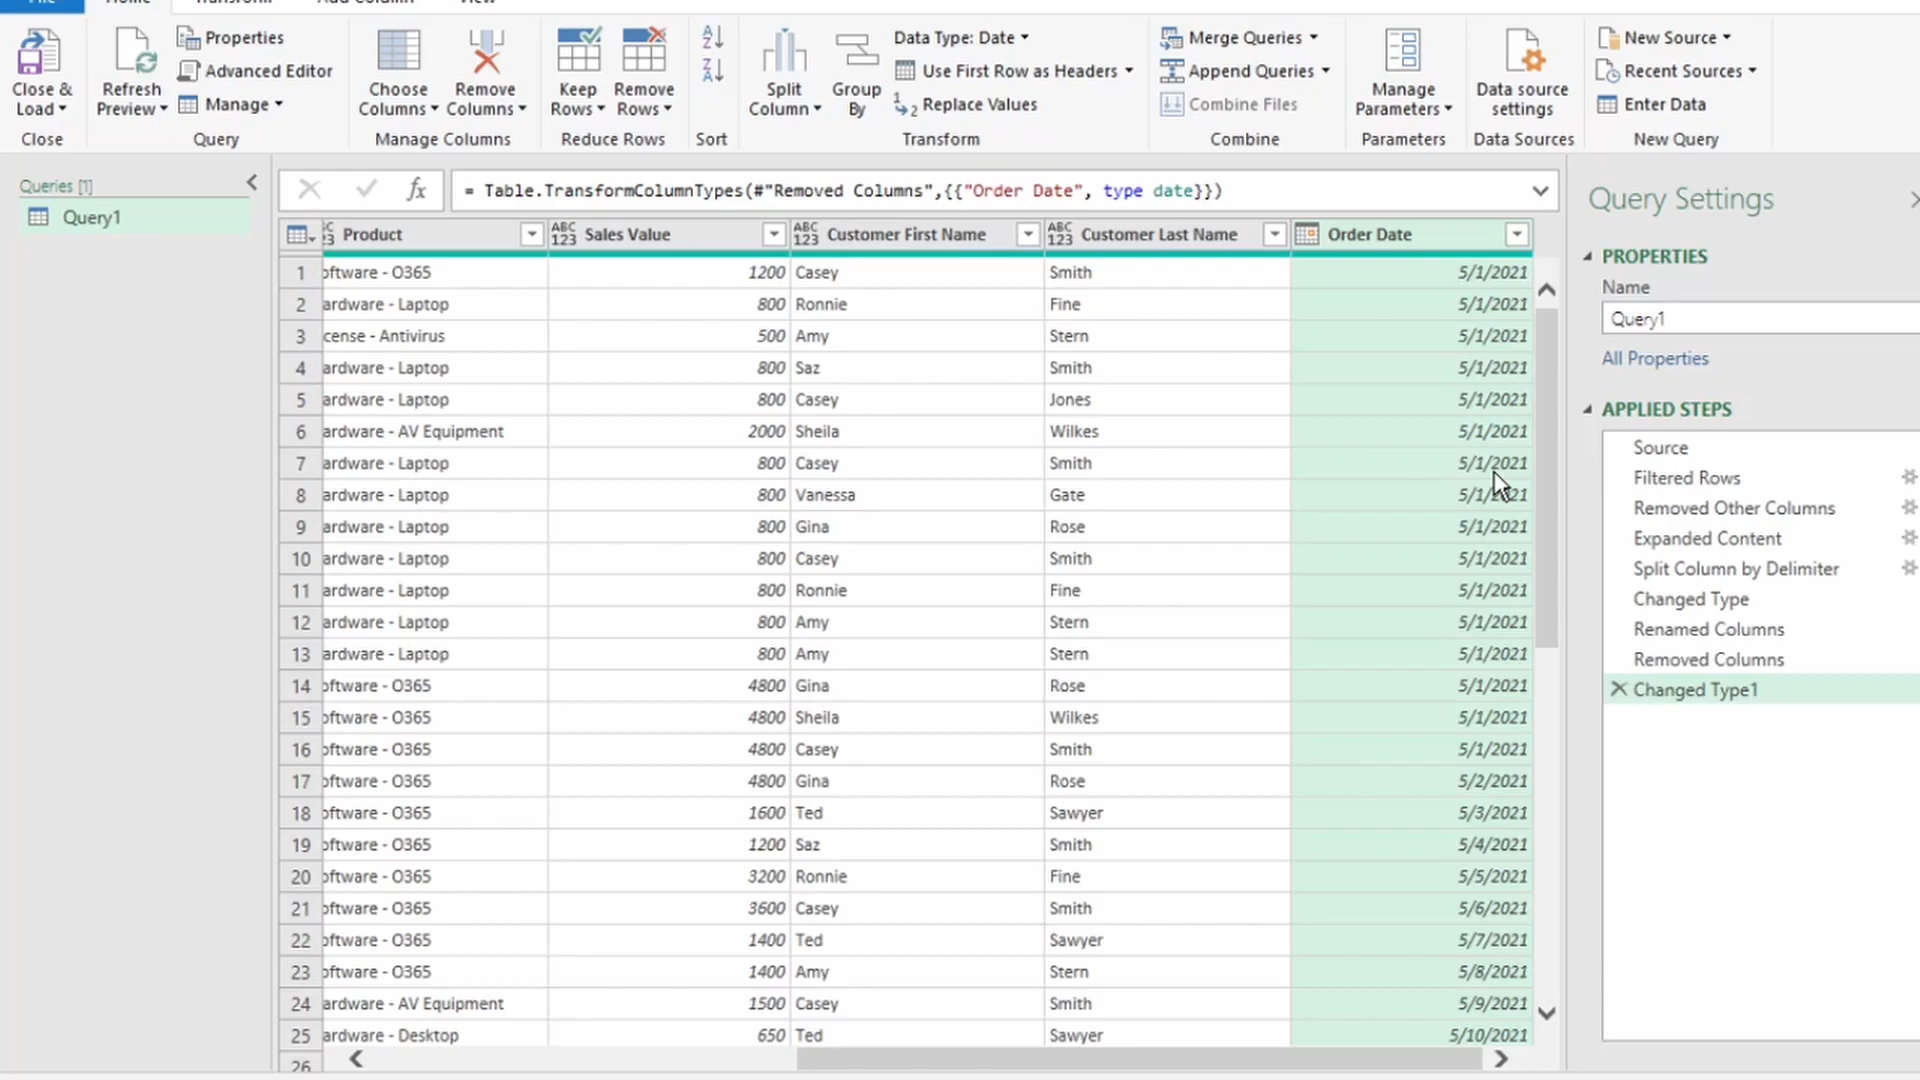 File Home Transform Add Column View
Close & Load
Refresh Preview
Properties
Advanced Editor
Manage
Choose Columns
Remove Columns
Keep Rows
Remove Rows
Split Column
Group By
Data Type: Date
Use First Row as Headers
Replace Values
Merge Queries
Append Queries
Combine Files
Manage Parameters
Data source settings
New Source
Recent Sources
Enter Data
Close Query Manage Columns Reduce Rows Sort Transform Combine Parameters Data Sources New Query
Queries [1]
Query1
fx = Table.TransformColumnTypes(#"Removed Columns",{{"Order Date", type date}})
Product ABC 123 Sales Value ABC 123 Customer First Name ABC 123 Customer Last Name Order Date
1 oftware - O365 1200 Casey Smith 5/1/2021
2 ardware - Laptop 800 Ronnie Fine 5/1/2021
3 cense - Antivirus 500 Amy Stern 5/1/2021
4 ardware - Laptop 800 Saz Smith 5/1/2021
5 ardware - Laptop 800 Casey Jones 5/1/2021
6 ardware - AV Equipment 2000 Sheila Wilkes 5/1/2021
7 ardware - Laptop 800 Casey Smith 5/1/2021
8 ardware - Laptop 800 Vanessa Gate 5/1/2021
9 ardware - Laptop 800 Gina Rose 5/1/2021
10 ardware - Laptop 800 Casey Smith 5/1/2021
11 ardware - Laptop 800 Ronnie Fine 5/1/2021
12 ardware - Laptop 800 Amy Stern 5/1/2021
13 ardware - Laptop 800 Amy Stern 5/1/2021
14 oftware - O365 4800 Gina Rose 5/1/2021
15 oftware - O365 4800 Sheila Wilkes 5/1/2021
16 oftware - O365 4800 Casey Smith 5/1/2021
17 oftware - O365 4800 Gina Rose 5/2/2021
18 oftware - O365 1600 Ted Sawyer 5/3/2021
19 oftware - O365 1200 Saz Smith 5/4/2021
20 oftware - O365 3200 Ronnie Fine 5/5/2021
21 oftware - O365 3600 Casey Smith 5/6/2021
22 oftware - O365 1400 Ted Sawyer 5/7/2021
23 oftware - O365 1400 Amy Stern 5/8/2021
24 ardware - AV Equipment 1500 Casey Smith 5/9/2021
25 ardware - Desktop 650 Ted Sawyer 5/10/2021
26
Query Settings
PROPERTIES
Name
Query1
All Properties
APPLIED STEPS
Source
Filtered Rows
Removed Other Columns
Expanded Content
Split Column by Delimiter
Changed Type
Renamed Columns
Removed Columns
Changed Type1